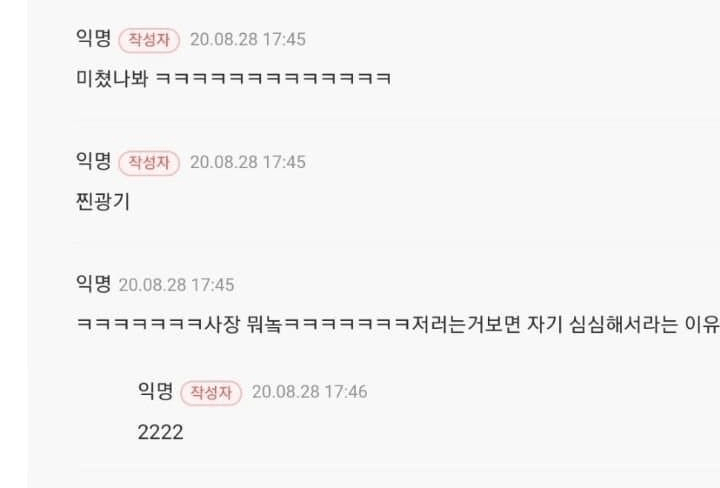 익명 작성자 20.08.28 17:45
미쳤나봐 ㅋㅋㅋㅋㅋㅋㅋㅋㅋㅋㅋㅋㅋ
익명 작성자 20.08.28 17:45
찐광기
익명 20.08.28 17:45
ㅋㅋㅋㅋㅋㅋㅋ사장 뭐놐ㅋㅋㅋㅋㅋㅋㅋ저러는거보면 자기 심심해서라는 이유
익명 작성자 20.08.28 17:46
2222